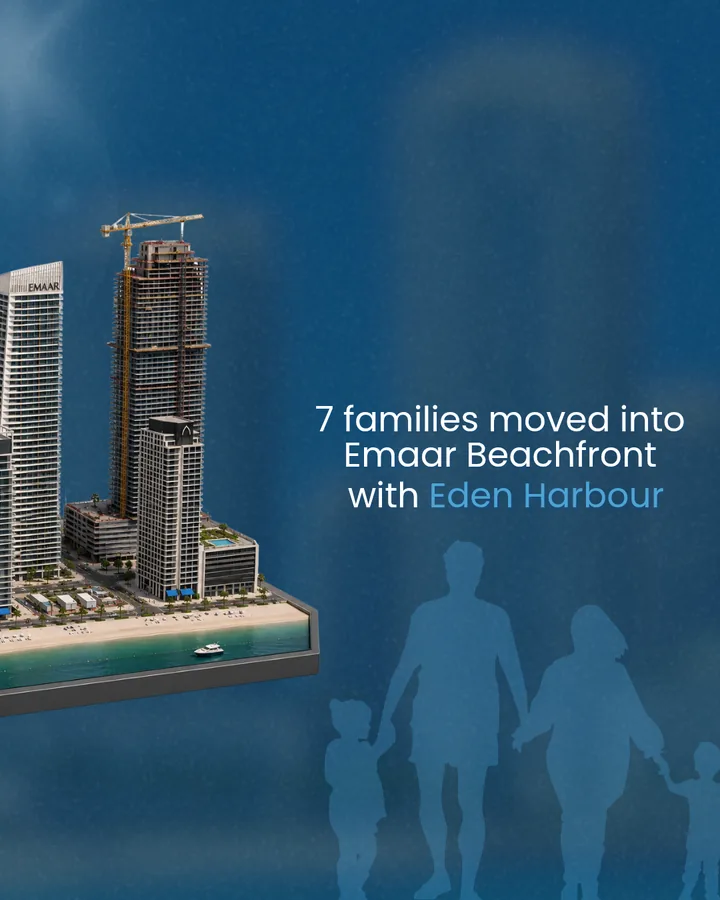 EMAAR
7 families moved into
Emaar Beachfront
with Eden Harbour